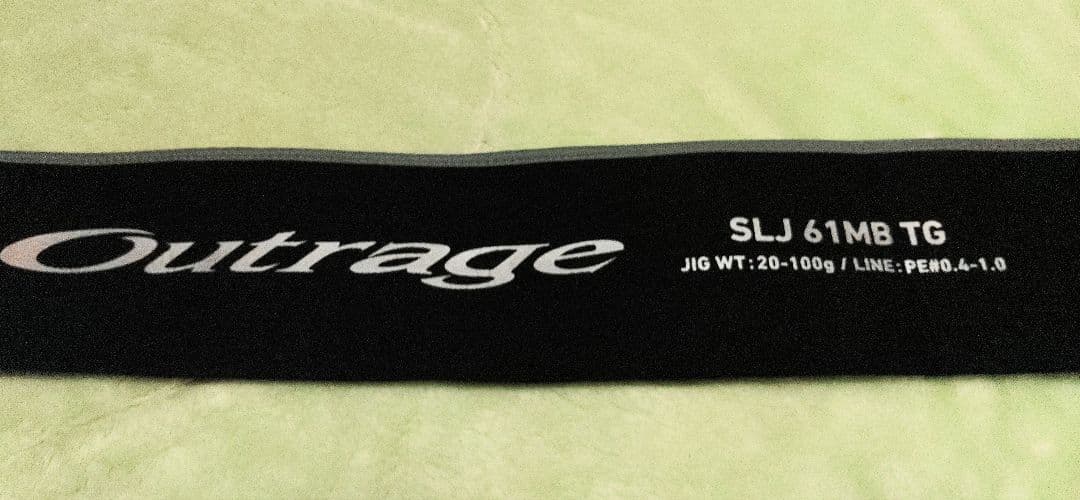 Outrage
SLJ 61MB TG
JIG WT:20-100g / LINE:PE#0.4-1.0